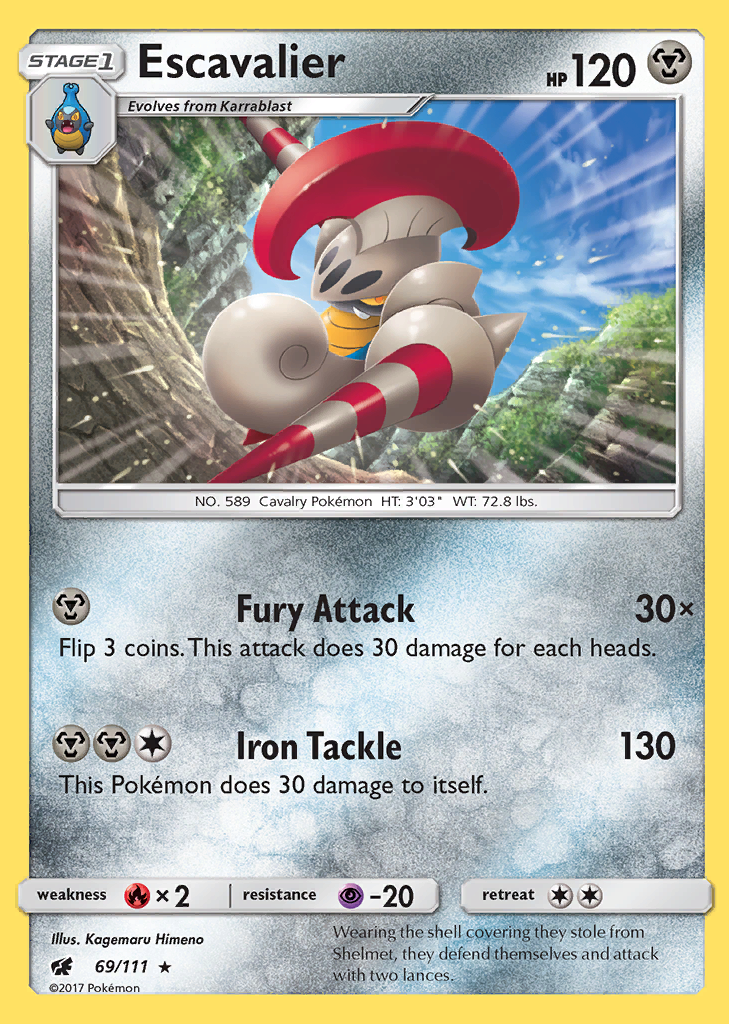 STAGE1
Escavalier
HP 120
Evolves from Karrablast
NO. 589 Cavalry Pokémon HT: 3'03" WT: 72.8 lbs.
Fury Attack 30×
Flip 3 coins. This attack does 30 damage for each heads.
Iron Tackle 130
This Pokémon does 30 damage to itself.
weakness ×2 resistance -20 retreat
Illus. Kagemaru Himeno
69/111 ★
©2017 Pokémon
Wearing the shell covering they stole from
Shelmet, they defend themselves and attack
with two lances.